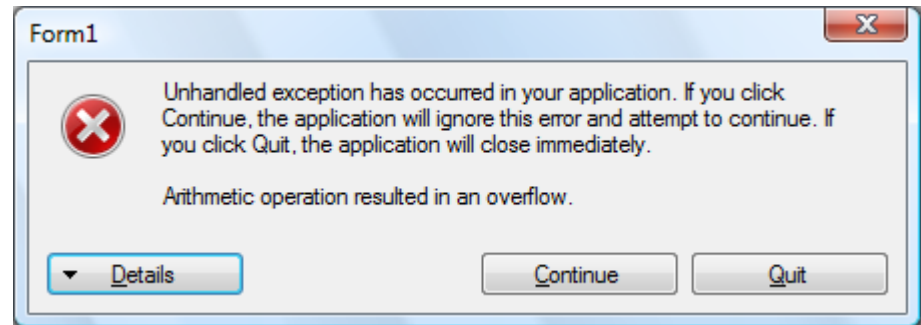 Form1
Unhandled exception has occurred in your application. If you click
Continue, the application will ignore this error and attempt to continue. If
you click Quit, the application will close immediately.
Arithmetic operation resulted in an overflow.
Details
Continue
Quit